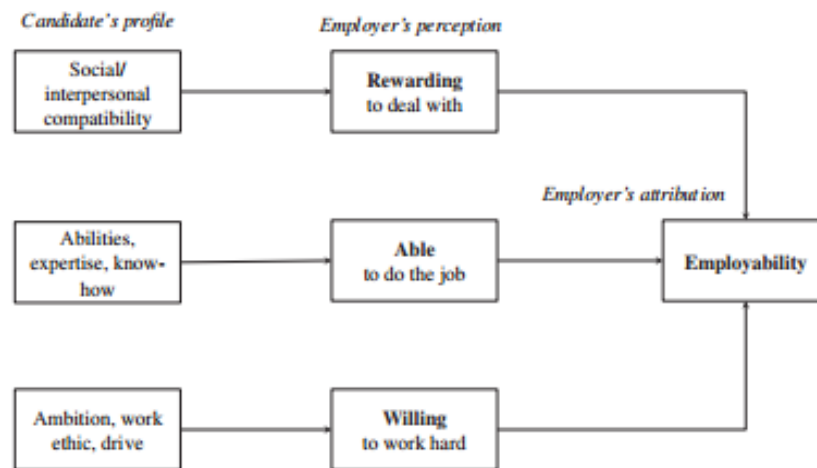 Candidate's profile
Employer's perception
Social/
interpersonal
compatibility
Rewarding
to deal with
Employer's attribution
Abilities,
expertise, know-
how
Able
to do the job
Employability
Ambition, work
ethic, drive
Willing
to work hard